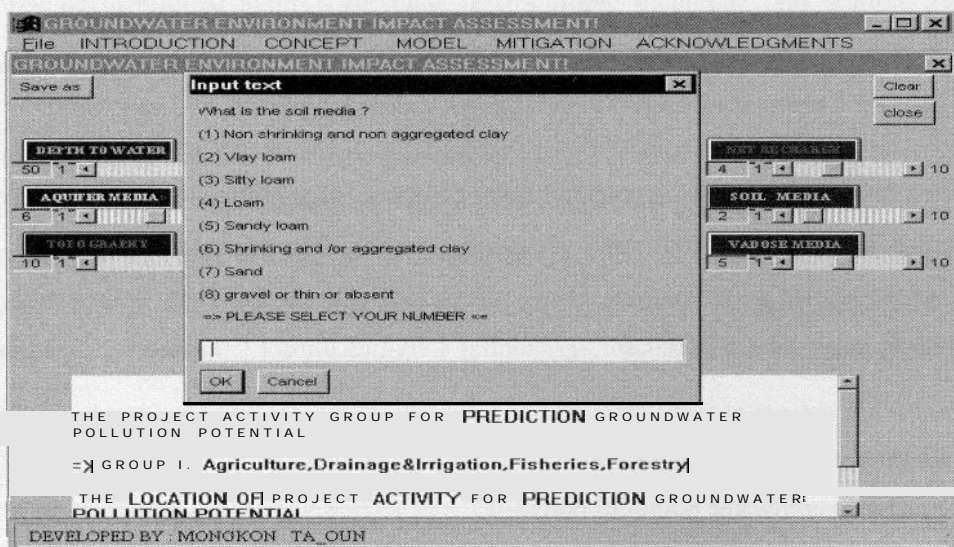 GROUNDWATER ENVIRONMENT IMPACT ASSESSMENT!
File INTRODUCTION CONCEPT MODEL MITIGATION ACKNOWLEDGMENTS
GROUNDWATER ENVIRONMENT IMPACT ASSESSMENT!
Save as
Clear
close
Input text
What is the soil media ?
(1) Non shrinking and non aggregated clay
(2) Vlay loam
(3) Sitty loam
(4) Loam
(5) Sandy loam
(6) Shrinking and /or aggregated clay
(7) Sand
(8) gravel or thin or absent
=> PLEASE SELECT YOUR NUMBER <=
OK Cancel
DEPTH TO WATER
50 1
AQUIFER MEDIA
6 1
TOPOGRAPHY
10 1
NET RECHARGE
4 1 10
SOIL MEDIA
2 1 10
VADOSE MEDIA
5 1 10
THE PROJECT ACTIVITY GROUP FOR PREDICTION GROUNDWATER
POLLUTION POTENTIAL
=> GROUP I. Agriculture,Drainage&Irrigation,Fisheries,Forestry
THE LOCATION OF PROJECT ACTIVITY FOR PREDICTION GROUNDWATER
POLLUTION POTENTIAL
DEVELOPED BY : MONGKON TA_OUN